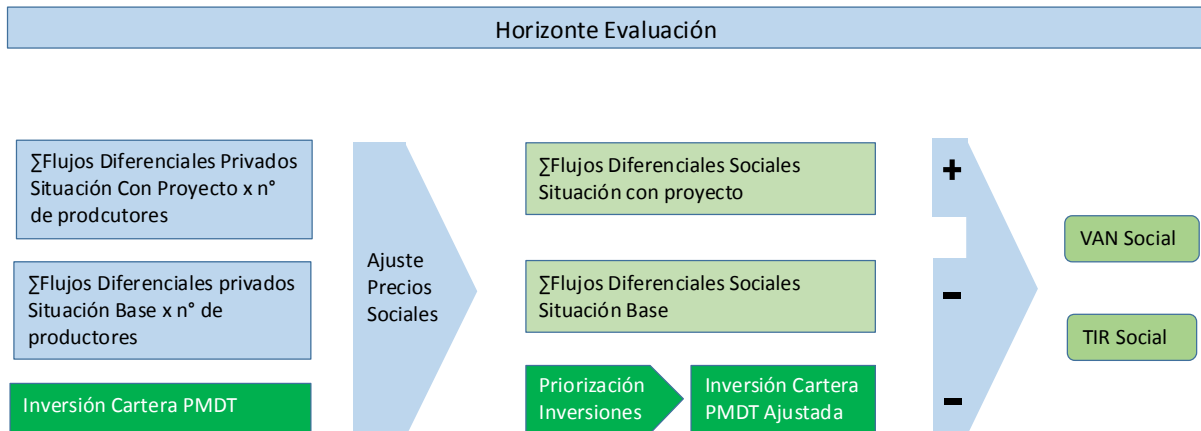 Horizonte Evaluación
∑Flujos Diferenciales Privados
Situación Con Proyecto x n°
de prodcutores
∑Flujos Diferenciales privados
Situación Base x n° de
productores
Inversión Cartera PMDT
Ajuste
Precios
Sociales
∑Flujos Diferenciales Sociales
Situación con proyecto
∑Flujos Diferenciales Sociales
Situación Base
Priorización
Inversiones
Inversión Cartera
PMDT Ajustada
+
-
-
VAN Social
TIR Social